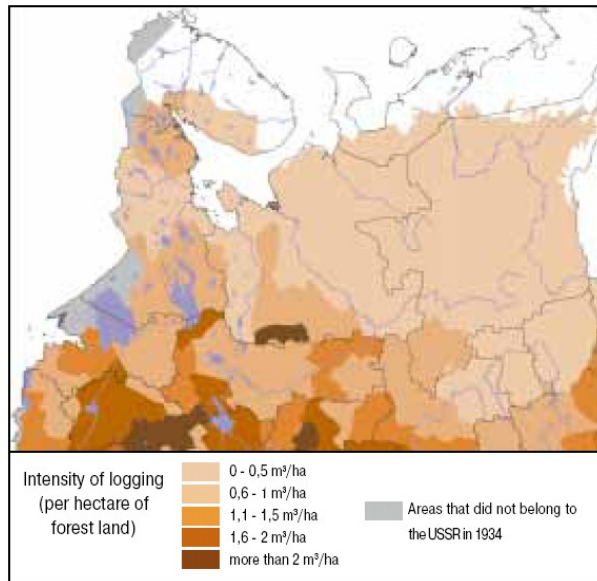 Intensity of logging
(per hectare of
forest land)
0 - 0,5 m³/ha
0,6 - 1 m³/ha
1,1 - 1,5 m³/ha
1,6 - 2 m³/ha
more than 2 m³/ha
Areas that did not belong to
the USSR in 1934